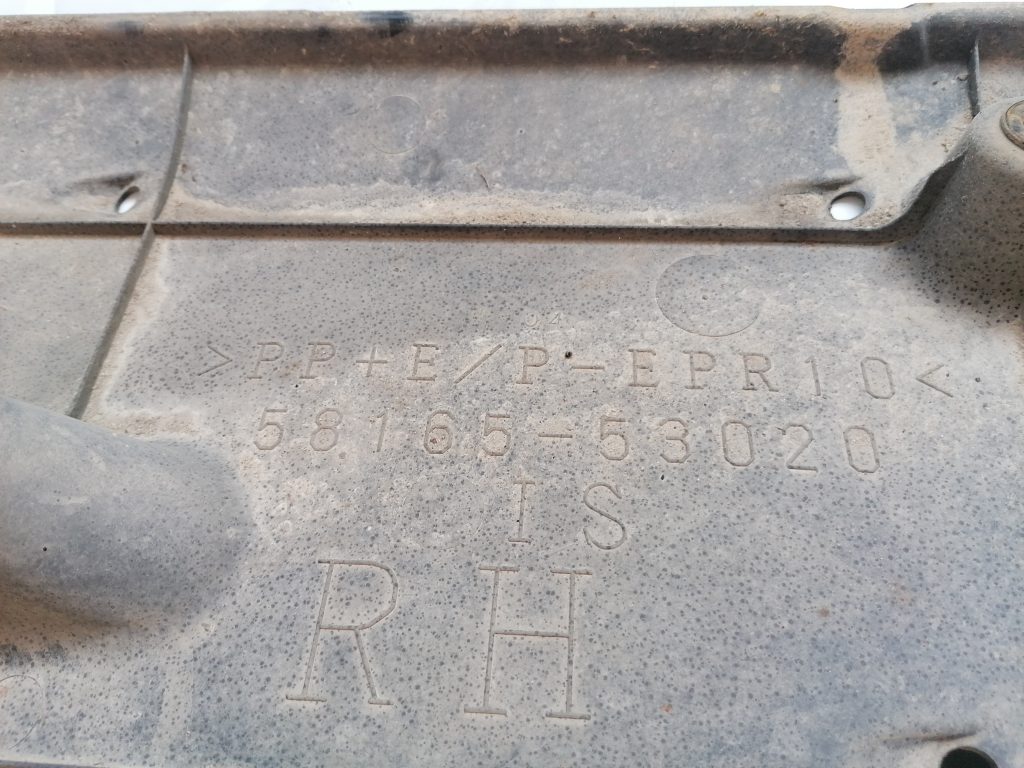 >PP+E/P-EPR10<
58165-53020
IS
RH